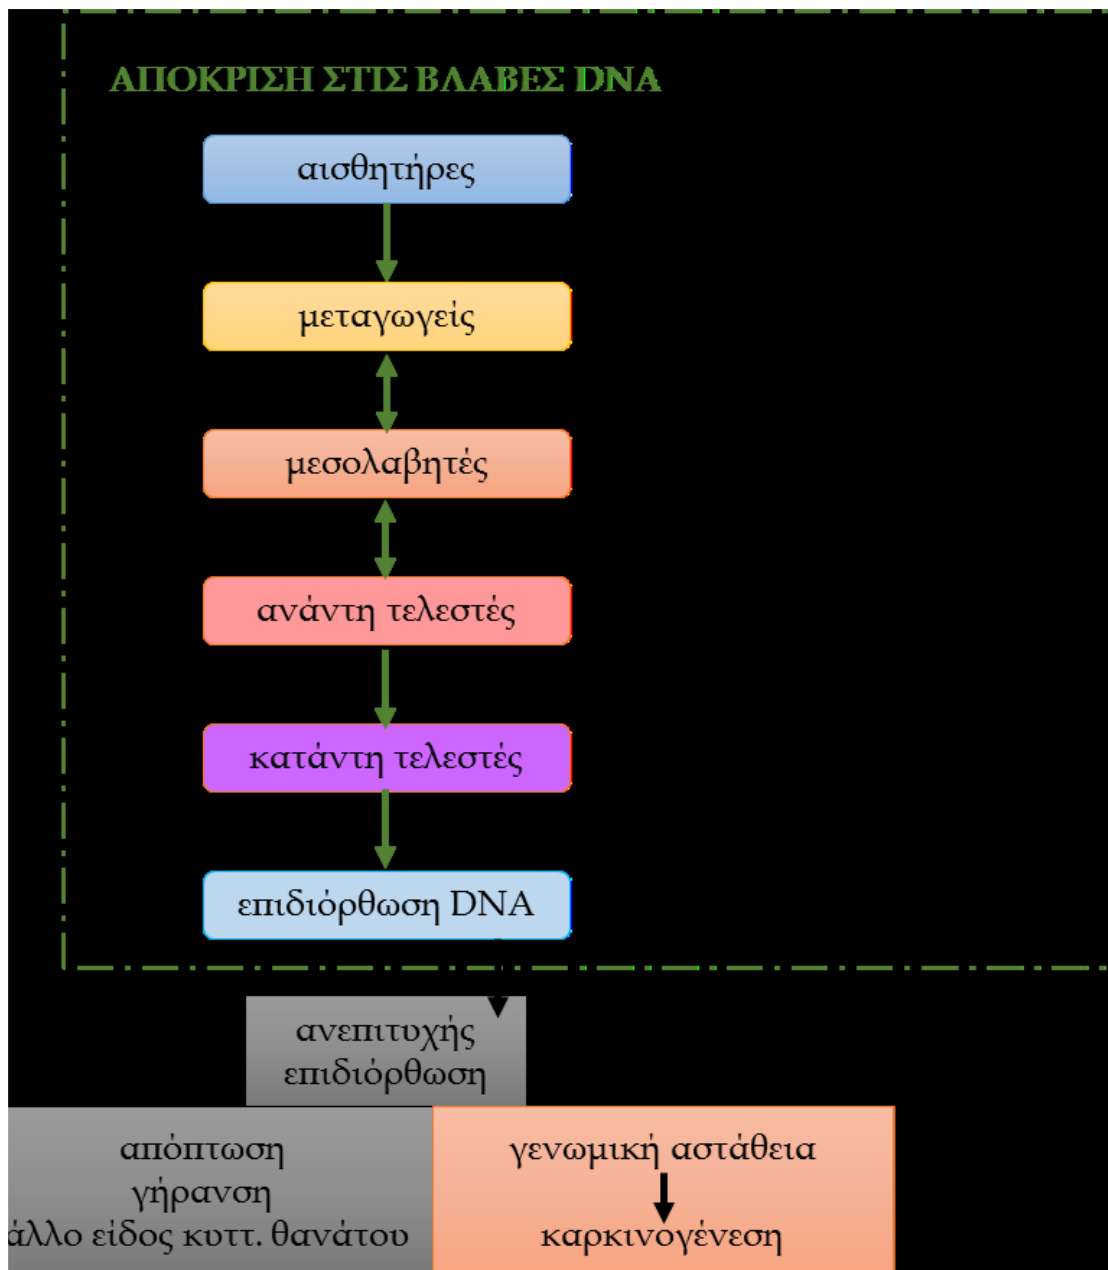 ΑΠΟΚΡΙΣΗ ΣΤΙΣ ΒΛΑΒΕΣ DNA
αισθητήρες
μεταγωγείς
μεσολαβητές
ανάντη τελεστές
κατάντη τελεστές
επιδιόρθωση DNA
ανεπιτυχής
επιδιόρθωση
απόπτωση
γήρανση
άλλο είδος κυττ. θανάτου
γενωμική αστάθεια
καρκινογένεση